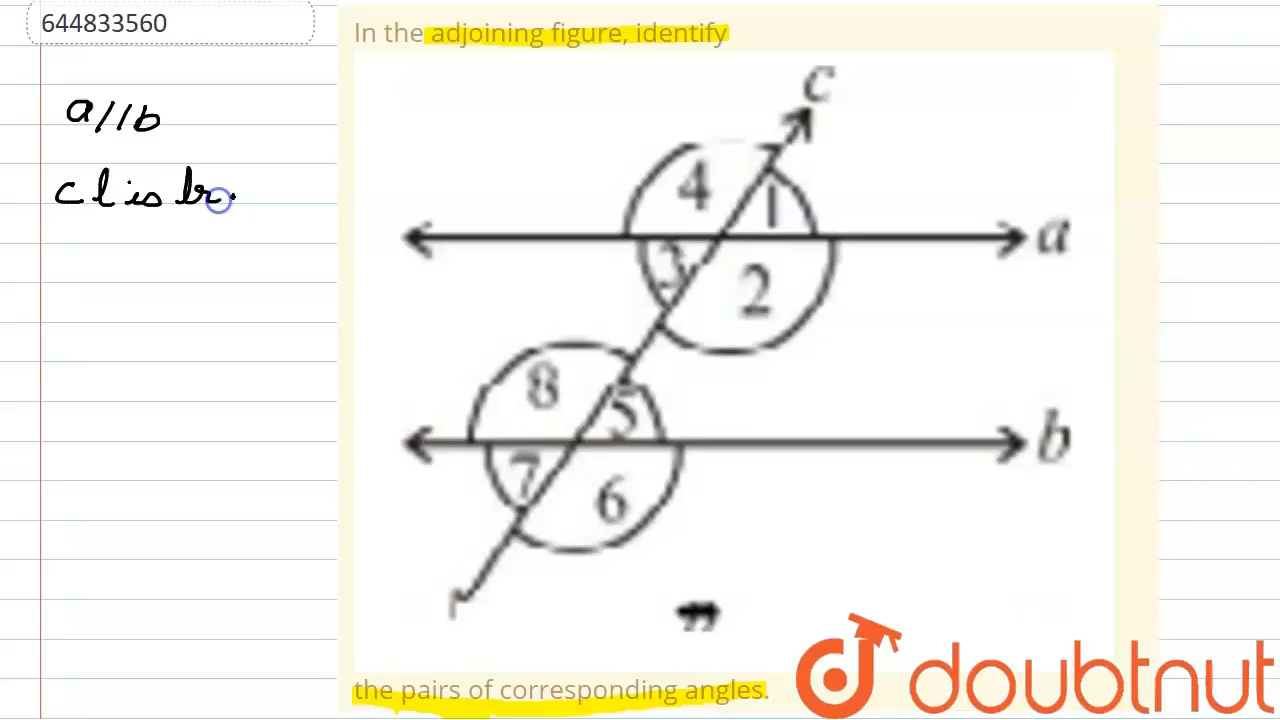 644833560
In the adjoining figure, identify
a//b
c l is
c
4
1
a
3
2
8
5
b
7
6
the pairs of corresponding angles.
doubtnut